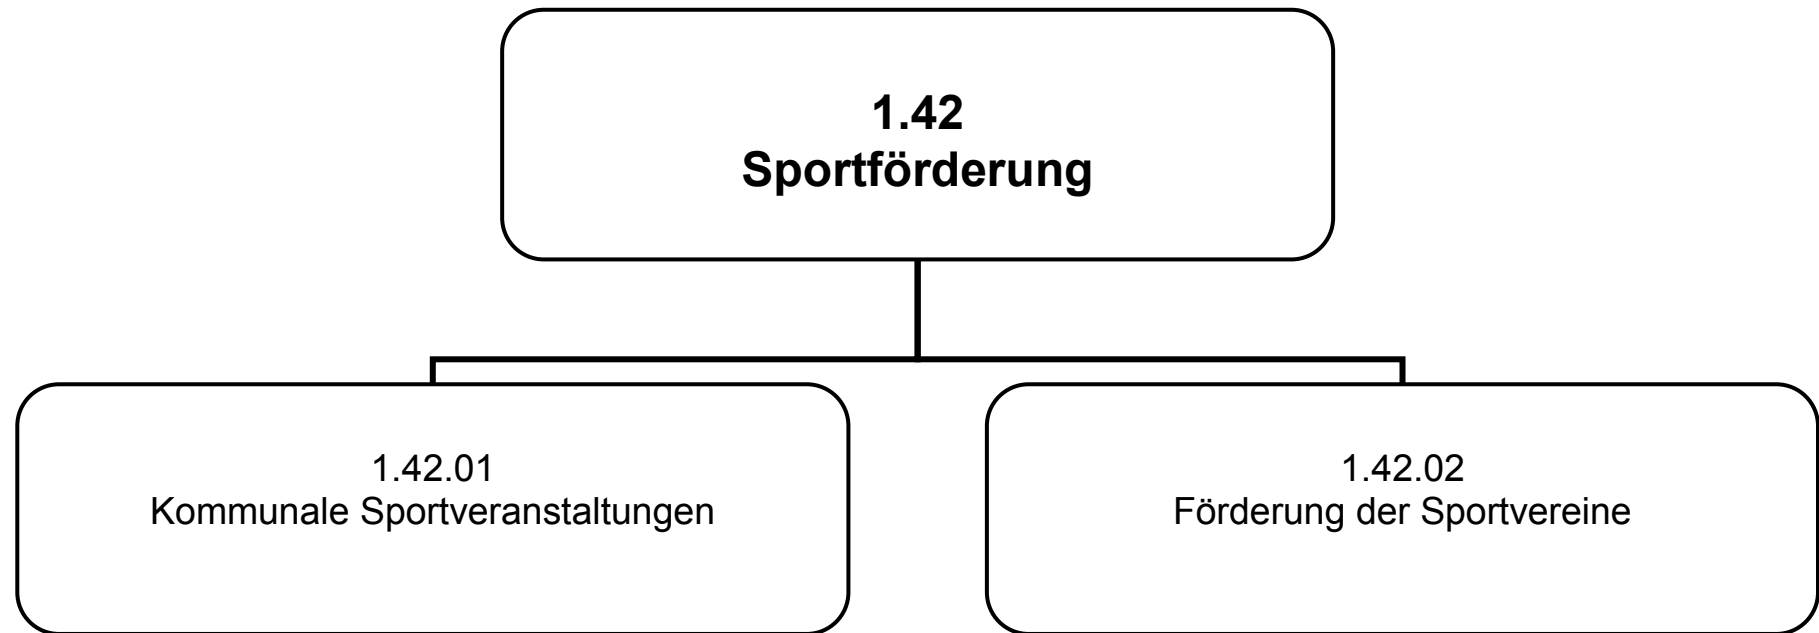 1.42
Sportförderung
1.42.01
Kommunale Sportveranstaltungen
1.42.02
Förderung der Sportvereine